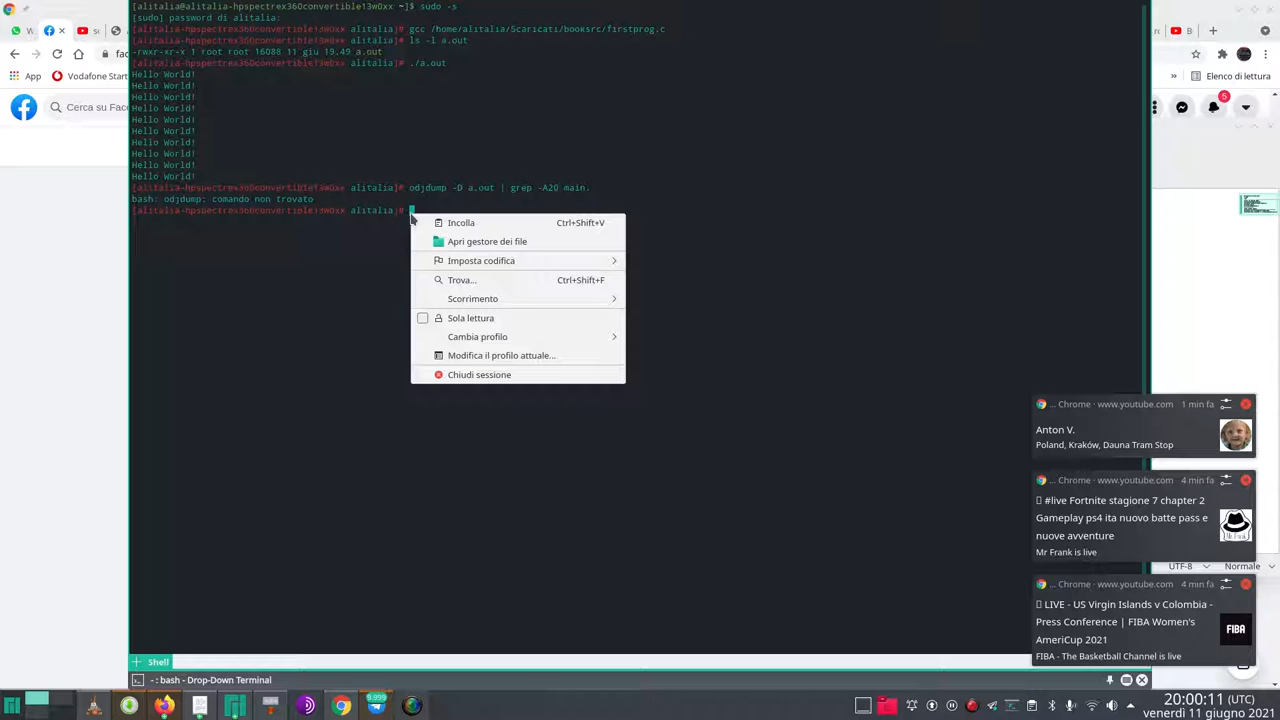 [alitalia@alitalia-hpspectrex360convertible13w0xx ~]$ sudo -s
[sudo] password di alitalia:
[alitalia-hpspectrex360convertible13w0xx alitalia]# gcc /home/alitalia/Scaricati/booksrc/firstprog.c
[alitalia-hpspectrex360convertible13w0xx alitalia]# ls -l a.out
-rwxr-xr-x 1 root root 16088 11 giu 19.49 a.out
[alitalia-hpspectrex360convertible13w0xx alitalia]# ./a.out
Hello World!
Hello World!
Hello World!
Hello World!
Hello World!
Hello World!
Hello World!
Hello World!
Hello World!
Hello World!
[alitalia-hpspectrex360convertible13w0xx alitalia]# odjdump -D a.out | grep -A20 main.
bash: odjdump: comando non trovato
[alitalia-hpspectrex360convertible13w0xx alitalia]#
Incolla Ctrl+Shift+V
Apri gestore dei file
Imposta codifica
Trova... Ctrl+Shift+F
Scorrimento
Sola lettura
Cambia profilo
Modifica il profilo attuale...
Chiudi sessione
App
Vodafone Start
Cerca su Fac
Elenco di lettura
5
... Chrome · www.youtube.com 1 min fa
Anton V.
Poland, Kraków, Dauna Tram Stop
... Chrome · www.youtube.com 4 min fa
#live Fortnite stagione 7 chapter 2
Gameplay ps4 ita nuovo batte pass e
nuove avventure
Mr Frank is live
UTF-8 Normale
... Chrome · www.youtube.com 4 min fa
LIVE - US Virgin Islands v Colombia -
Press Conference | FIBA Women's
AmeriCup 2021
FIBA - The Basketball Channel is live
FIBA
Shell
- : bash - Drop-Down Terminal
9.999
20:00:11 (UTC)
venerdì 11 giugno 2021